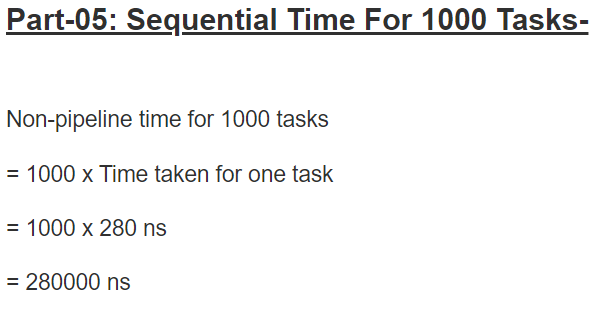 Part-05: Sequential Time For 1000 Tasks-
Non-pipeline time for 1000 tasks
= 1000 x Time taken for one task
= 1000 x 280 ns
= 280000 ns